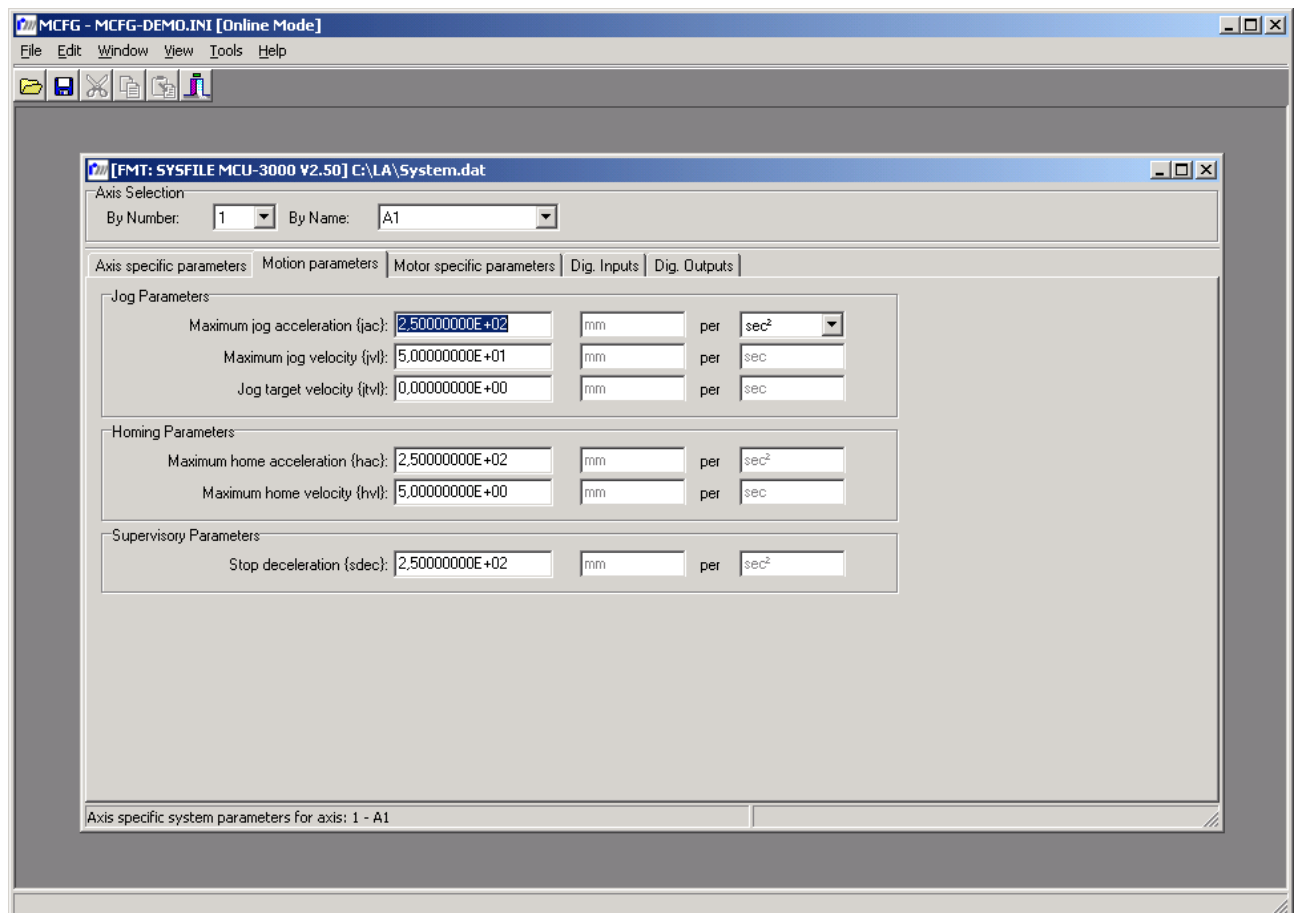 MCFG - MCFG-DEMO.INI [Online Mode]
File Edit Window View Tools Help
[FMT: SYSFILE MCU-3000 V2.50] C:\LA\System.dat
Axis Selection
By Number: 1 By Name: A1
Axis specific parameters Motion parameters Motor specific parameters Dig. Inputs Dig. Outputs
Jog Parameters
Maximum jog acceleration {jac}: 2,50000000E+02 mm per sec²
Maximum jog velocity {jvl}: 5,00000000E+01 mm per sec
Jog target velocity {jtvl}: 0,00000000E+00 mm per sec
Homing Parameters
Maximum home acceleration {hac}: 2,50000000E+02 mm per sec²
Maximum home velocity {hvl}: 5,00000000E+00 mm per sec
Supervisory Parameters
Stop deceleration {sdec}: 2,50000000E+02 mm per sec²
Axis specific system parameters for axis: 1 - A1